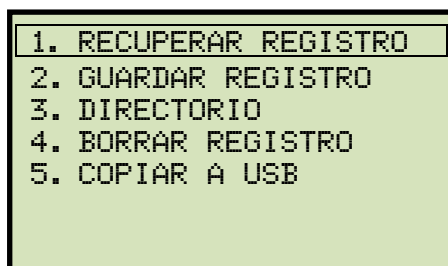 1. RECUPERAR REGISTRO
2. GUARDAR REGISTRO
3. DIRECTORIO
4. BORRAR REGISTRO
5. COPIAR A USB